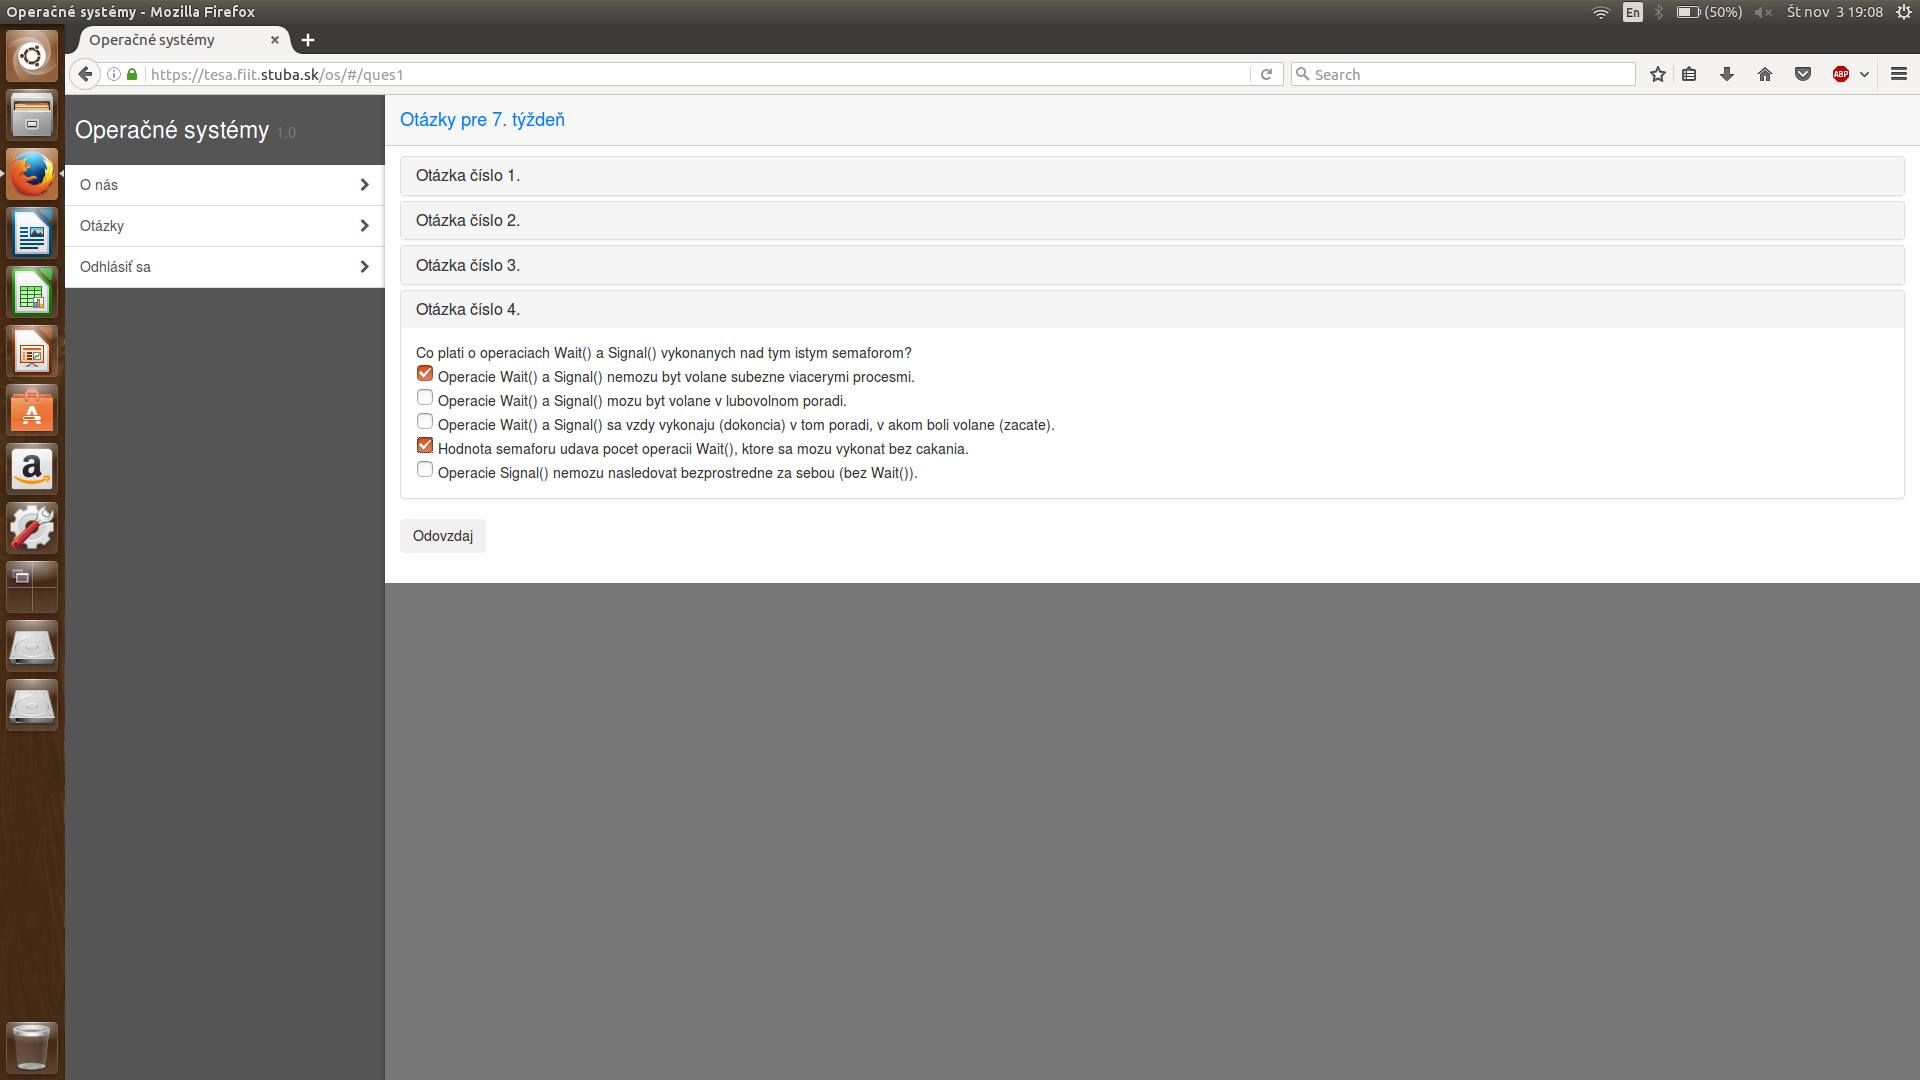 Operačné systémy - Mozilla Firefox
En
(50%)
Št nov 3 19:08
Operačné systémy
https://tesa.fiit.stuba.sk/os/#/ques1
Search
ABP
Operačné systémy 1.0
O nás
Otázky
Odhlásiť sa
Otázky pre 7. týždeň
Otázka číslo 1.
Otázka číslo 2.
Otázka číslo 3.
Otázka číslo 4.
Co plati o operaciach Wait() a Signal() vykonanych nad tym istym semaforom?
Operacie Wait() a Signal() nemozu byt volane subezne viacerymi procesmi.
Operacie Wait() a Signal() mozu byt volane v lubovolnom poradi.
Operacie Wait() a Signal() sa vzdy vykonaju (dokoncia) v tom poradi, v akom boli volane (zacate).
Hodnota semaforu udava pocet operacii Wait(), ktore sa mozu vykonat bez cakania.
Operacie Signal() nemozu nasledovat bezprostredne za sebou (bez Wait()).
Odovzdaj